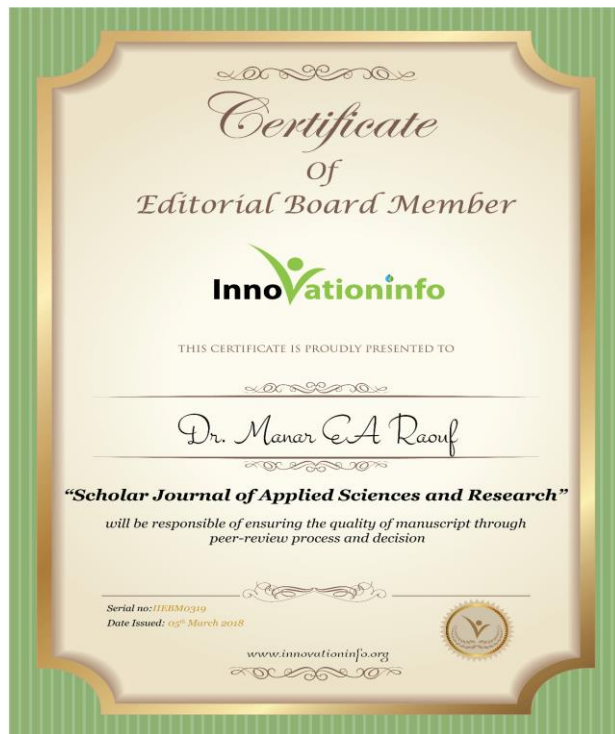 Certificate
Of
Editorial Board Member
Innovationinfo
THIS CERTIFICATE IS PROUDLY PRESENTED TO
Dr. Manar EA Raouf
“Scholar Journal of Applied Sciences and Research”
will be responsible of ensuring the quality of manuscript through
peer-review process and decision
Serial no:IIEBM0319
Date Issued: 05th March 2018
www.innovationinfo.org